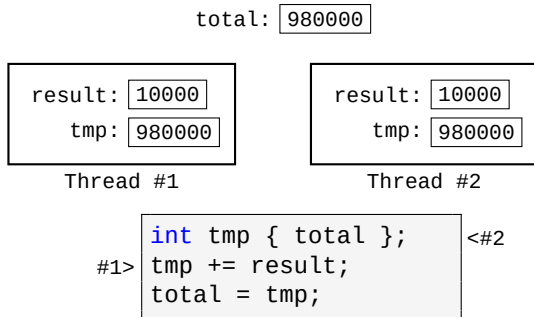 total: 980000
result: 10000
tmp: 980000
Thread #1
result: 10000
tmp: 980000
Thread #2
int tmp { total }; <#2
#1> tmp += result;
total = tmp;